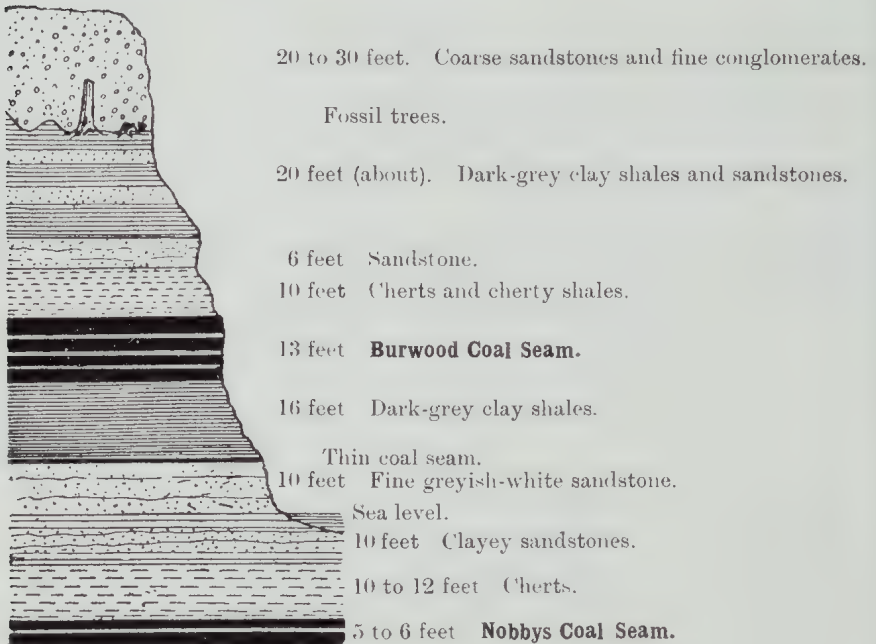 20 to 30 feet. Coarse sandstones and fine conglomerates.
Fossil trees.
20 feet (about). Dark-grey clay shales and sandstones.
6 feet Sandstone.
10 feet Cherts and cherty shales.
13 feet Burwood Coal Seam.
16 feet Dark-grey clay shales.
Thin coal seam.
10 feet Fine greyish-white sandstone.
Sea level.
10 feet Clayey sandstones.
10 to 12 feet Cherts.
5 to 6 feet Nobbys Coal Seam.